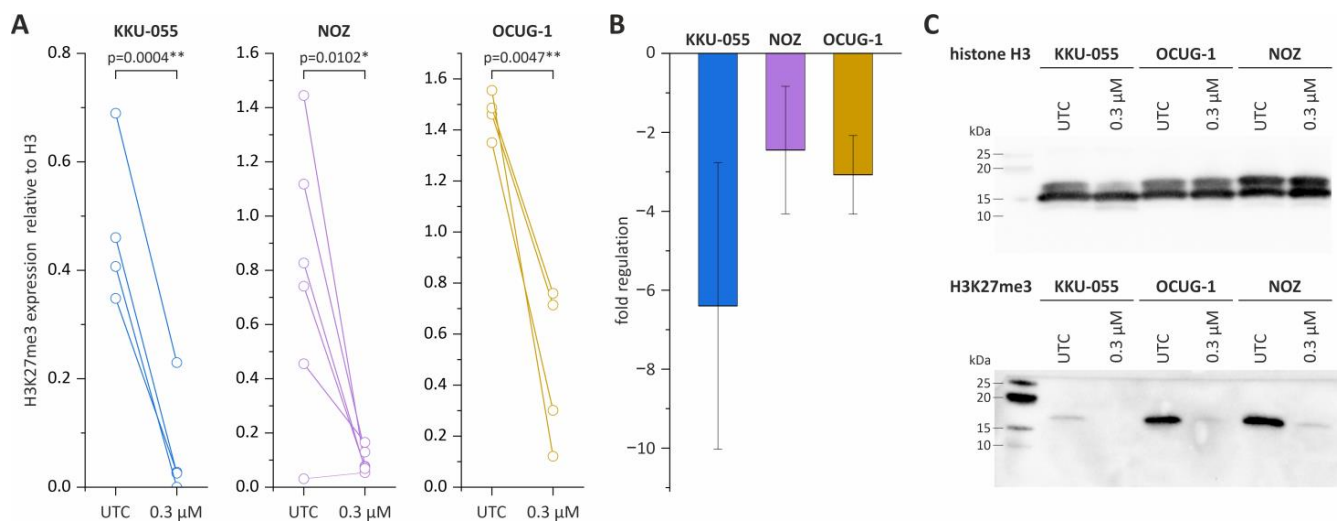 A
KKU-055
NOZ
OCUG-1
p=0.0004**
p=0.0102*
p=0.0047**
H3K27me3 expression relative to H3
0.8
0.6
0.4
0.2
0.0
1.6
1.4
1.2
1.0
0.8
0.6
0.4
0.2
0.0
1.6
1.4
1.2
1.0
0.8
0.6
0.4
0.2
0.0
UTC 0.3 µM
UTC 0.3 µM
UTC 0.3 µM
B
KKU-055 NOZ OCUG-1
fold regulation
0
−2
−4
−6
−8
−10
C
histone H3 KKU-055 OCUG-1 NOZ
UTC 0.3 µM UTC 0.3 µM UTC 0.3 µM
kDa
25
20
15
10
H3K27me3 KKU-055 OCUG-1 NOZ
UTC 0.3 µM UTC 0.3 µM UTC 0.3 µM
kDa
25
20
15
10